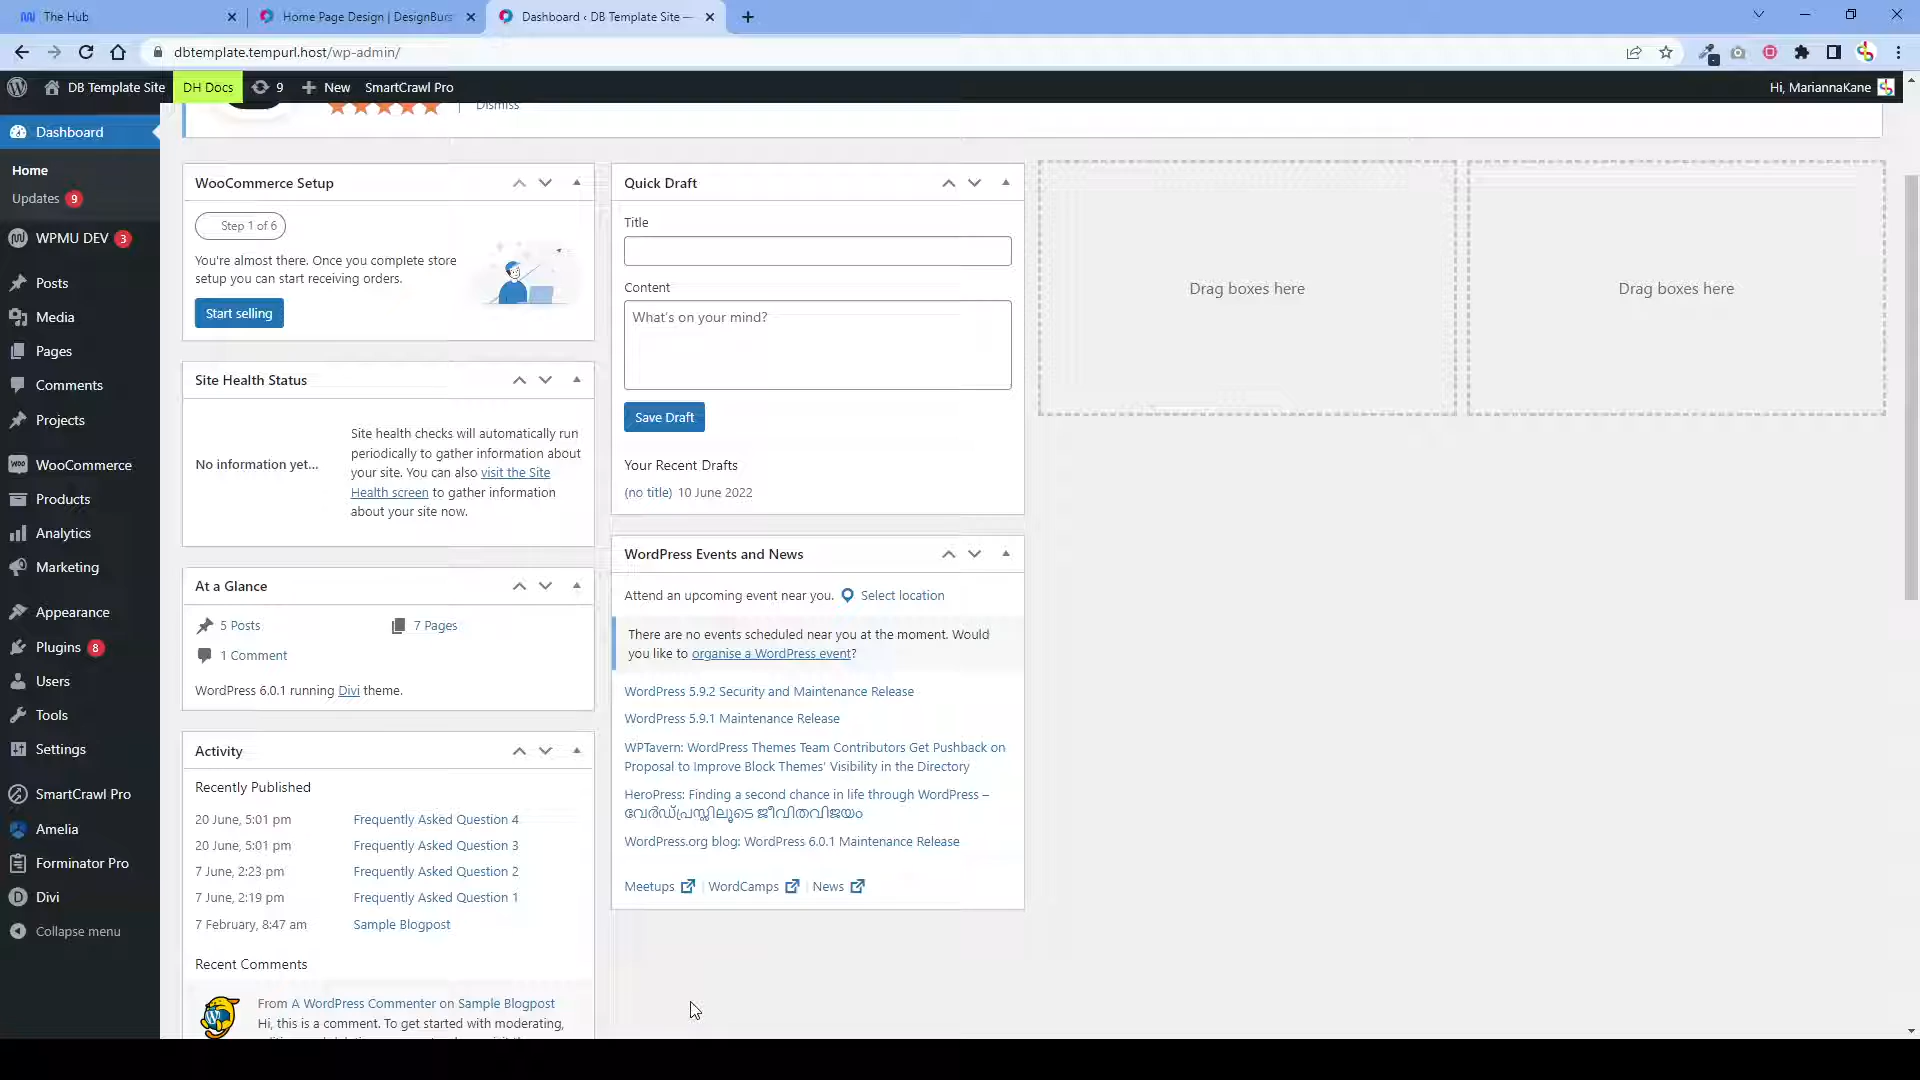 The Hub
Home Page Design | DesignBurs
Dashboard ‹ DB Template Site —
dbtemplate.tempurl.host/wp-admin/
DB Template Site
DH Docs
9
New
SmartCrawl Pro
Hi, MariannaKane
Dismiss
Dashboard
Home
Updates 9
WPMU DEV 3
Posts
Media
Pages
Comments
Projects
WooCommerce
Products
Analytics
Marketing
Appearance
Plugins 8
Users
Tools
Settings
SmartCrawl Pro
Amelia
Forminator Pro
Divi
Collapse menu
WooCommerce Setup
Step 1 of 6
You're almost there. Once you complete store
setup you can start receiving orders.
Start selling
Site Health Status
No information yet...
Site health checks will automatically run
periodically to gather information about
your site. You can also visit the Site
Health screen to gather information
about your site now.
At a Glance
5 Posts
7 Pages
1 Comment
WordPress 6.0.1 running Divi theme.
Activity
Recently Published
20 June, 5:01 pm Frequently Asked Question 4
20 June, 5:01 pm Frequently Asked Question 3
7 June, 2:23 pm Frequently Asked Question 2
7 June, 2:19 pm Frequently Asked Question 1
7 February, 8:47 am Sample Blogpost
Recent Comments
From A WordPress Commenter on Sample Blogpost
Hi, this is a comment. To get started with moderating,
Quick Draft
Title
Content
What's on your mind?
Save Draft
Your Recent Drafts
(no title) 10 June 2022
WordPress Events and News
Attend an upcoming event near you. Select location
There are no events scheduled near you at the moment. Would
you like to organise a WordPress event?
WordPress 5.9.2 Security and Maintenance Release
WordPress 5.9.1 Maintenance Release
WPTavern: WordPress Themes Team Contributors Get Pushback on
Proposal to Improve Block Themes' Visibility in the Directory
HeroPress: Finding a second chance in life through WordPress –
വേർഡ്പ്രസ്സിലൂടെ ജീവിതവിജയം
WordPress.org blog: WordPress 6.0.1 Maintenance Release
Meetups | WordCamps | News
Drag boxes here
Drag boxes here